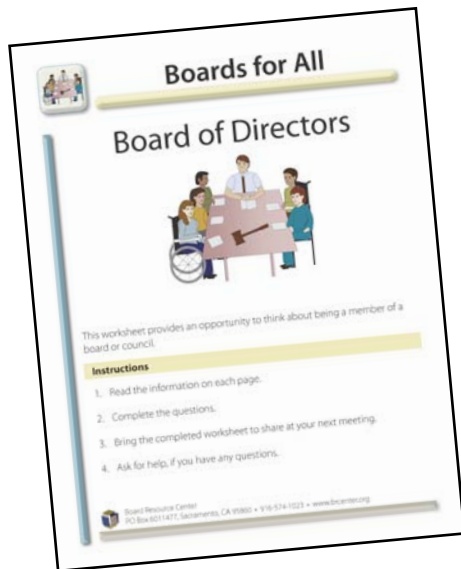 Boards for All
Board of Directors
This worksheet provides an opportunity to think about being a member of a
board or council.
Instructions
1. Read the information on each page.
2. Complete the questions.
3. Bring the completed worksheet to share at your next meeting.
4. Ask for help, if you have any questions.
Board Resource Center
PO Box 601477, Sacramento, CA 95860 • 916-574-1023 • www.brcenter.org